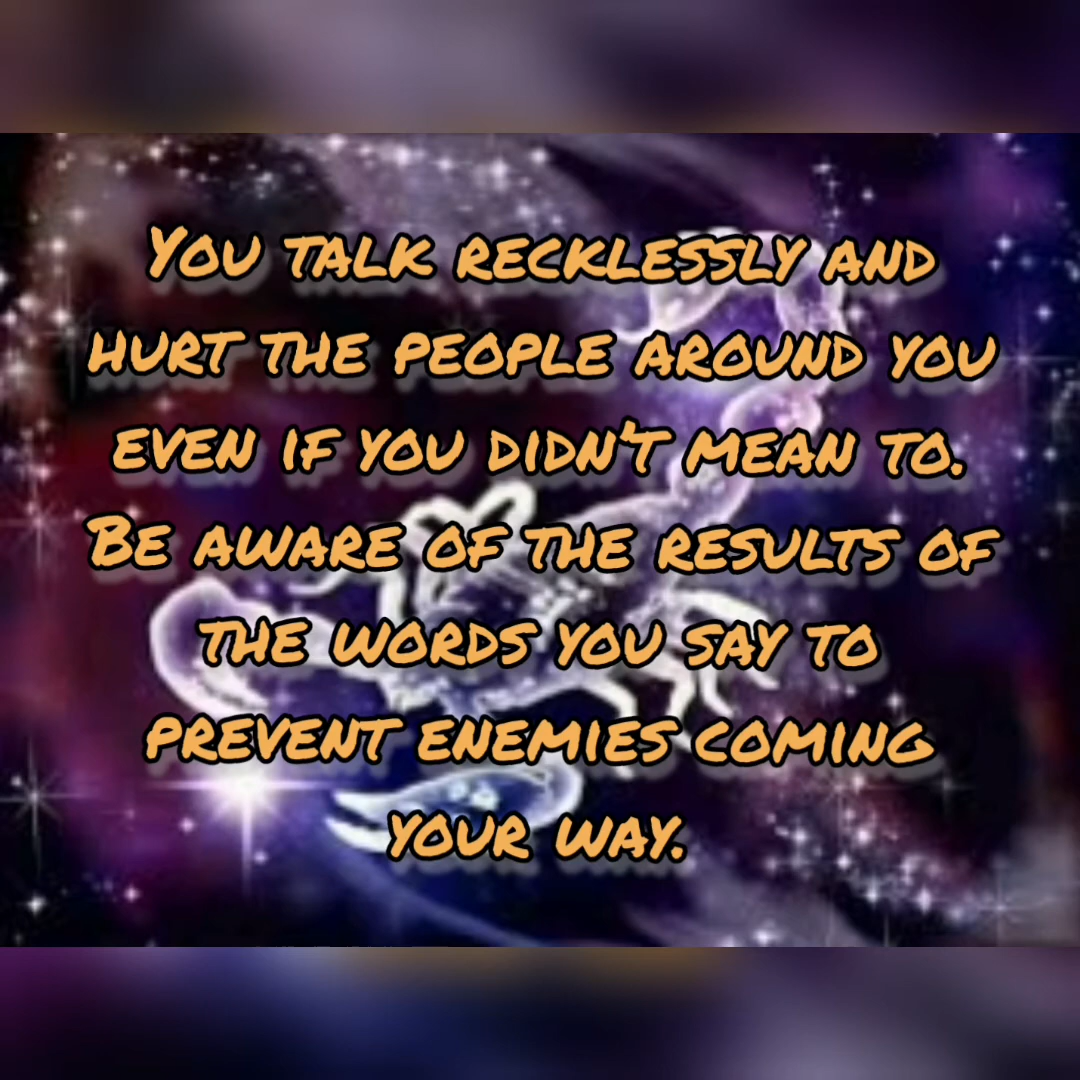 You talk recklessly and
hurt the people around you
even if you didn't mean to.
Be aware of the results of
the words you say to
prevent enemies coming
your way.